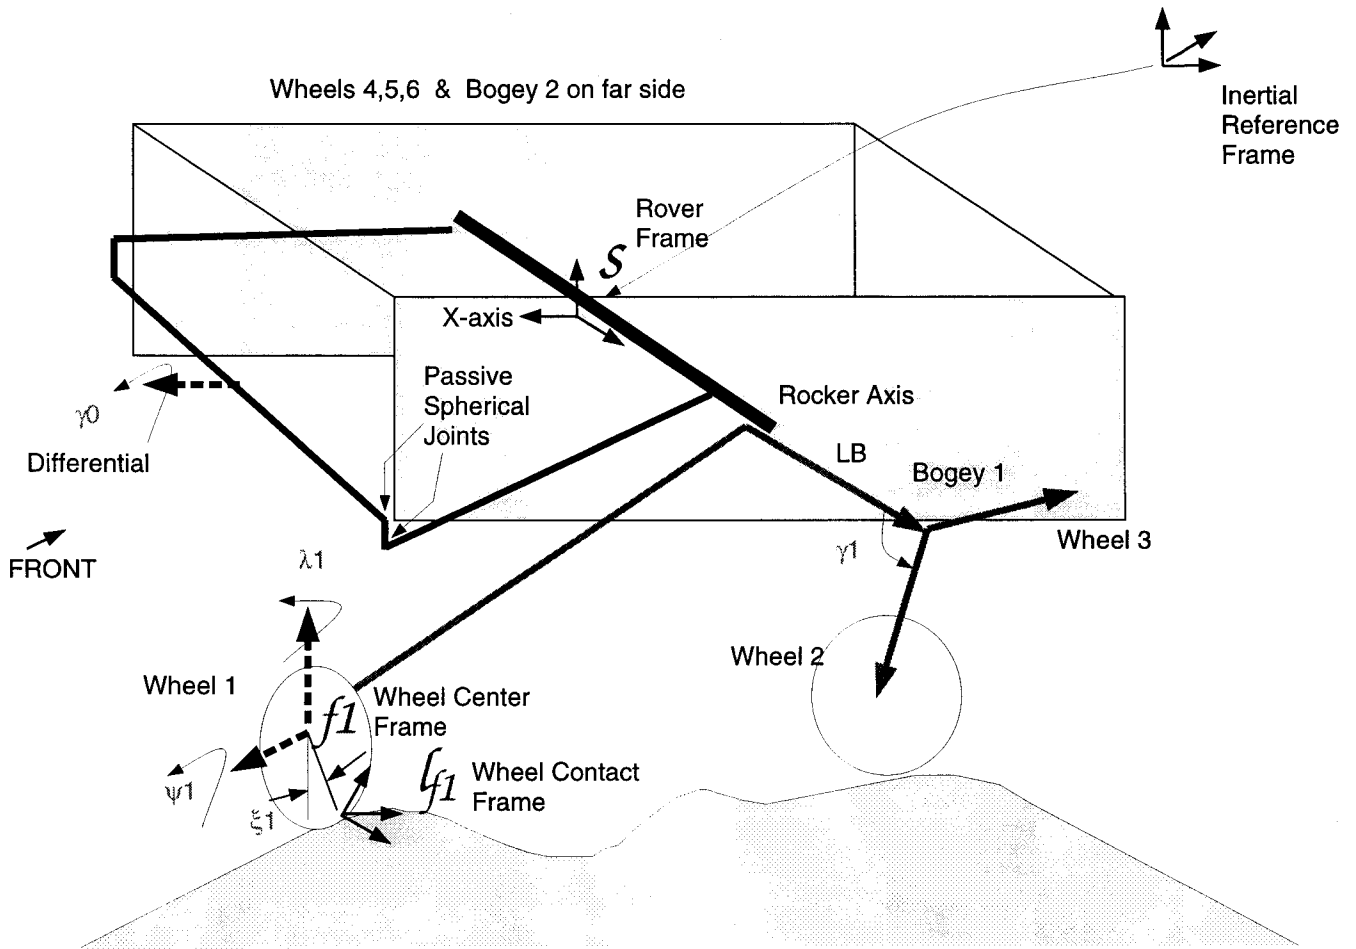 Wheels 4,5,6 & Bogey 2 on far side
Inertial
Reference
Frame
Rover
Frame
S
X-axis
Passive
Spherical
Joints
Rocker Axis
γ0
LB
Differential
Bogey 1
γ1
Wheel 3
FRONT
λ1
Wheel 2
Wheel 1
f1
Wheel Center
Frame
lf1
Wheel Contact
Frame
ψ1
ξ1